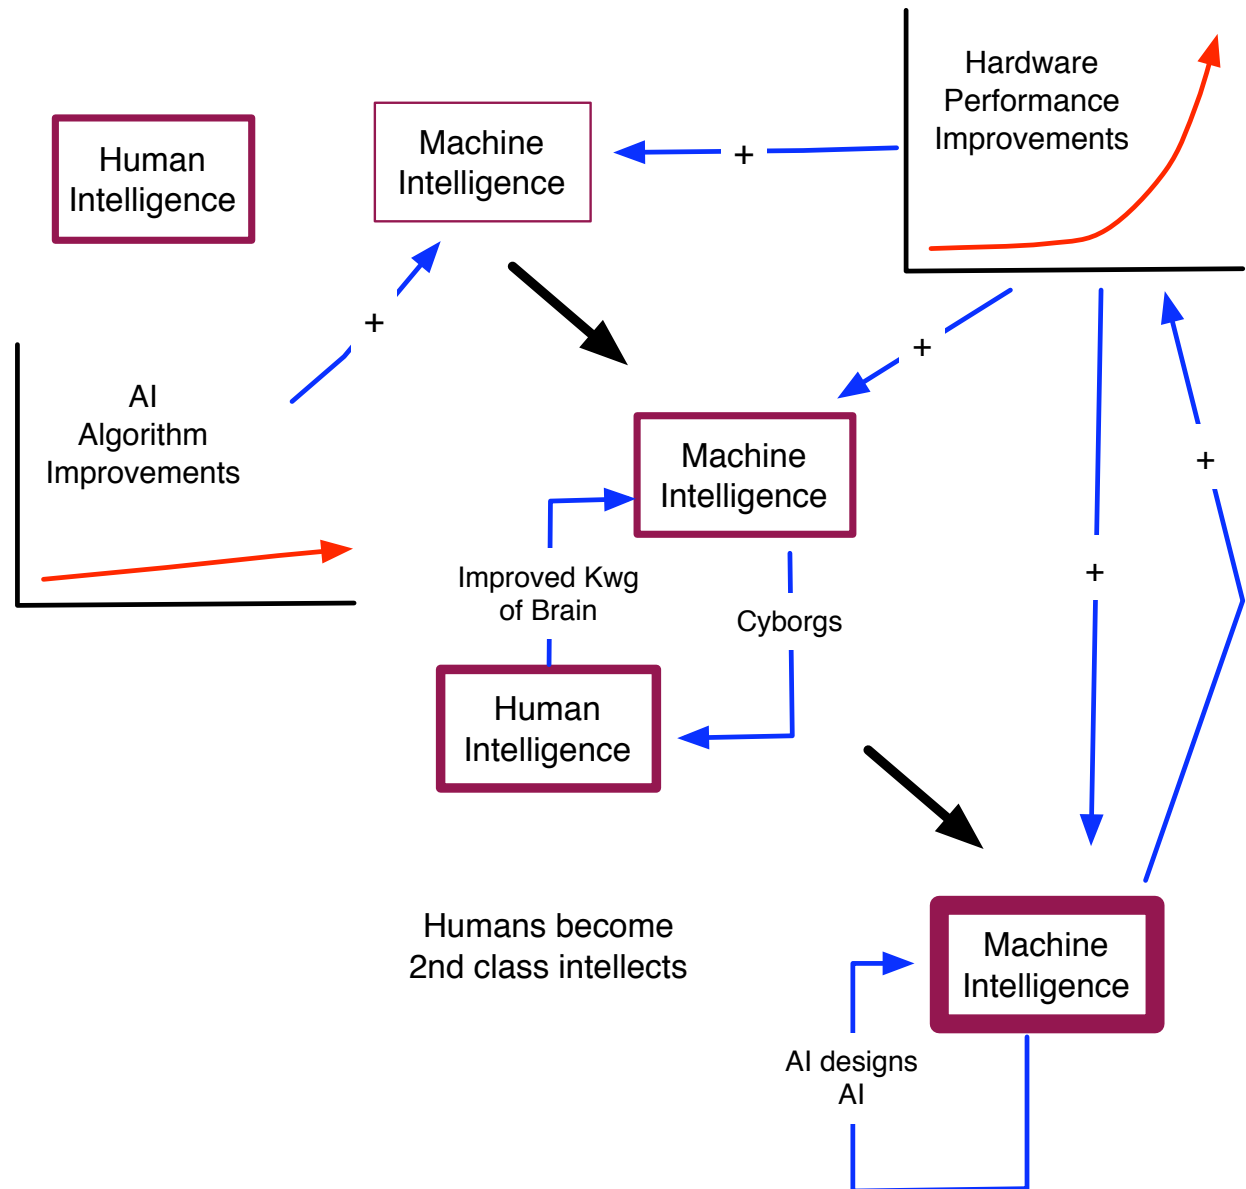 Hardware
Performance
Improvements
Human
Intelligence
Machine
Intelligence
+
+
AI
Algorithm
Improvements
+
Machine
Intelligence
+
+
Improved Kwg
of Brain
Cyborgs
Human
Intelligence
Humans become
2nd class intellects
Machine
Intelligence
AI designs
AI